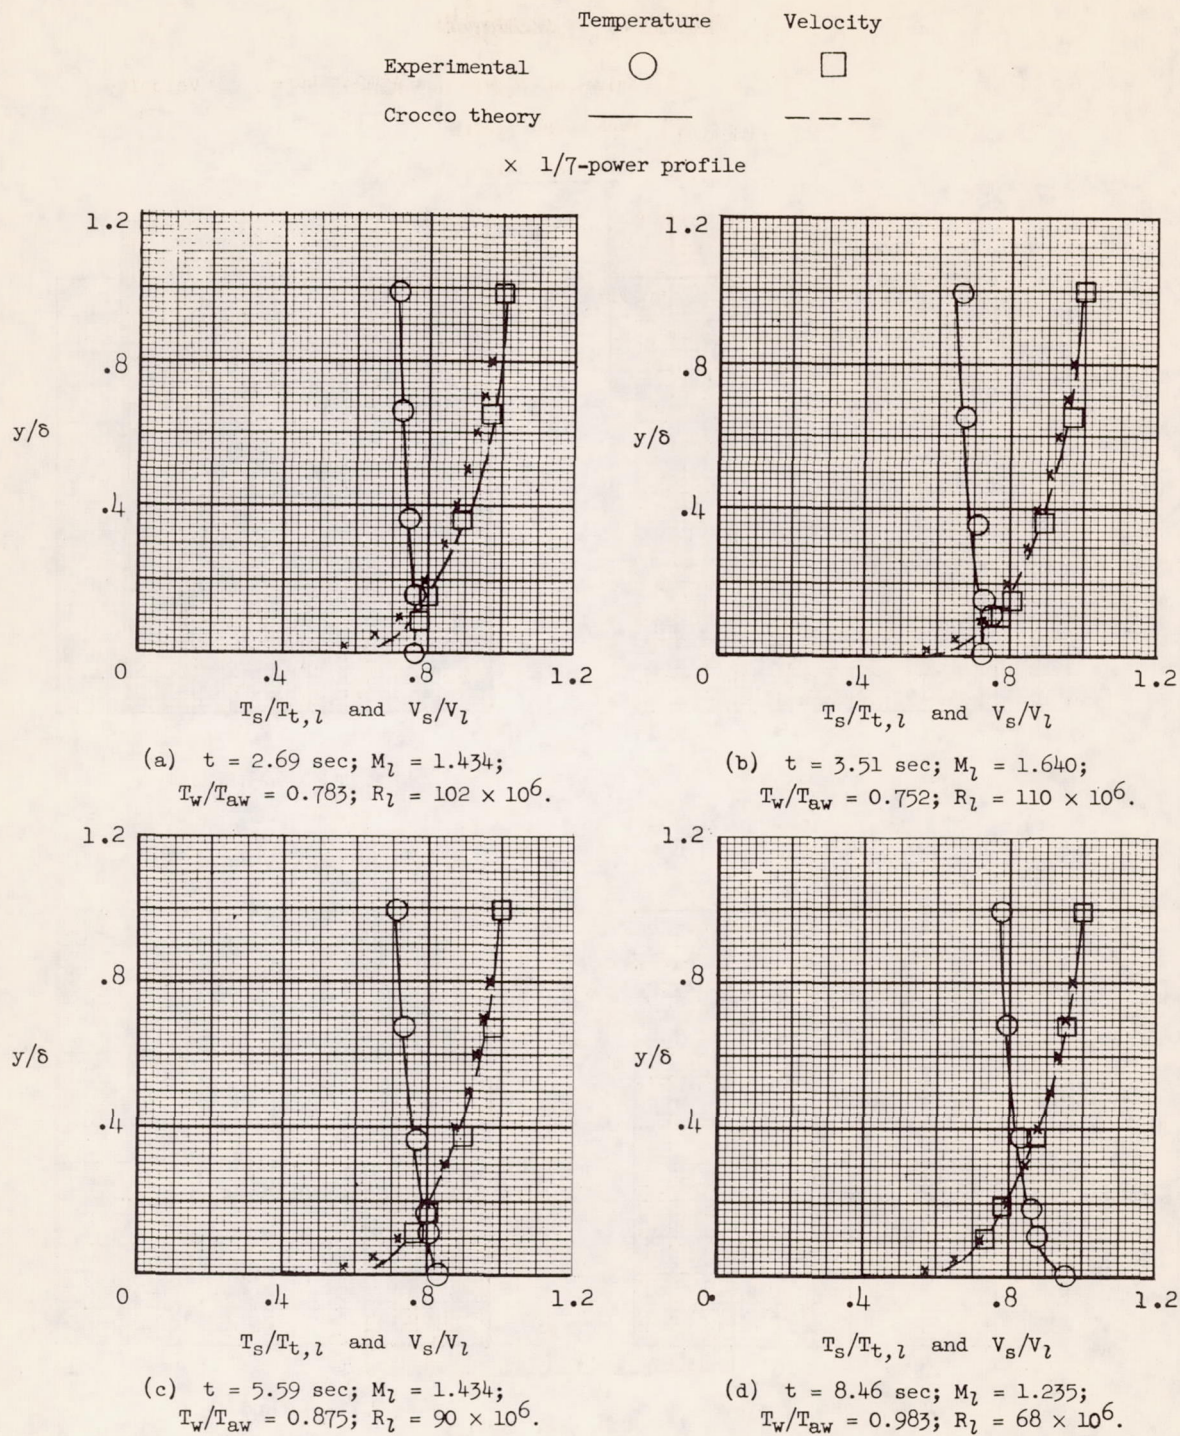 Temperature Velocity
Experimental
Crocco theory
× 1/7-power profile
1.2
.8
y/δ
.4
0 .4 .8 1.2
T_s/T_t,l and V_s/V_l
(a) t = 2.69 sec; M_l = 1.434;
T_w/T_aw = 0.783; R_l = 102 × 10^6.
1.2
.8
y/δ
.4
0 .4 .8 1.2
T_s/T_t,l and V_s/V_l
(b) t = 3.51 sec; M_l = 1.640;
T_w/T_aw = 0.752; R_l = 110 × 10^6.
1.2
.8
y/δ
.4
0 .4 .8 1.2
T_s/T_t,l and V_s/V_l
(c) t = 5.59 sec; M_l = 1.434;
T_w/T_aw = 0.875; R_l = 90 × 10^6.
1.2
.8
y/δ
.4
0. .4 .8 1.2
T_s/T_t,l and V_s/V_l
(d) t = 8.46 sec; M_l = 1.235;
T_w/T_aw = 0.983; R_l = 68 × 10^6.